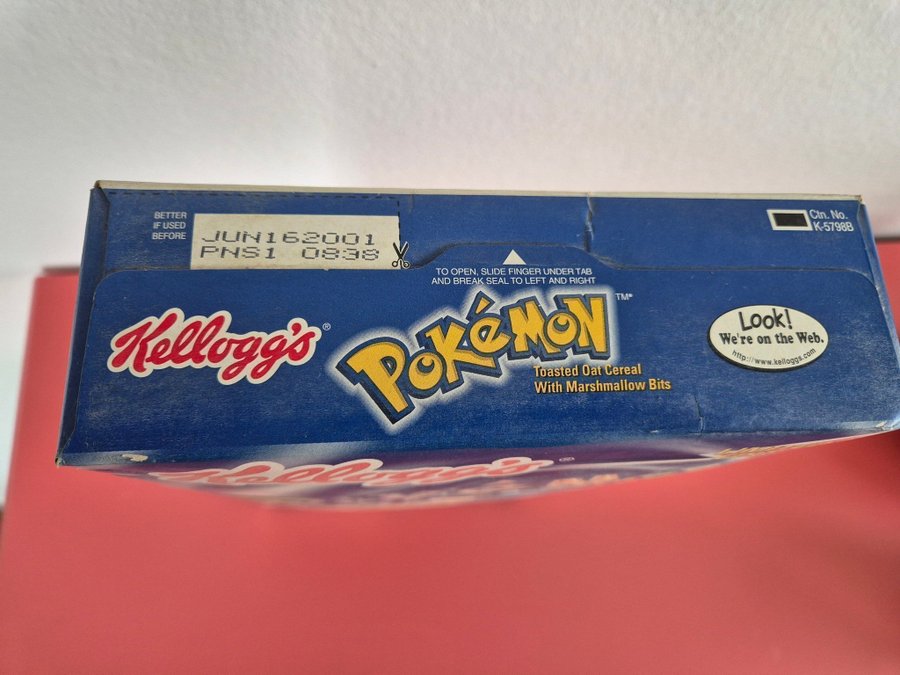 BETTER
IF USED
BEFORE
JUN162001
PNS1 0838
Ctn. No.
K-5798B
TO OPEN, SLIDE FINGER UNDER TAB
AND BREAK SEAL TO LEFT AND RIGHT
Kellogg's®
POKéMON™
Toasted Oat Cereal
With Marshmallow Bits
Look!
We're on the Web.
http://www.kelloggs.com
Kellogg's®